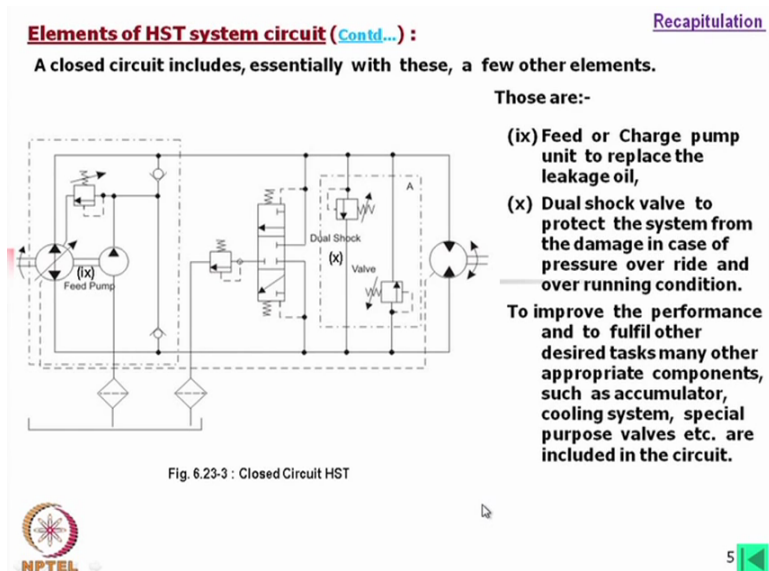 Recapitulation
Elements of HST system circuit (Contd...) :
A closed circuit includes, essentially with these, a few other elements.
Those are:-
(ix) Feed or Charge pump
unit to replace the
leakage oil,
(x) Dual shock valve to
protect the system from
the damage in case of
pressure over ride and
over running condition.
To improve the performance
and to fulfil other
desired tasks many other
appropriate components,
such as accumulator,
cooling system, special
purpose valves etc. are
included in the circuit.
A
Dual Shock
(x)
Valve
(ix)
Feed Pump
Fig. 6.23-3 : Closed Circuit HST
NPTEL
5